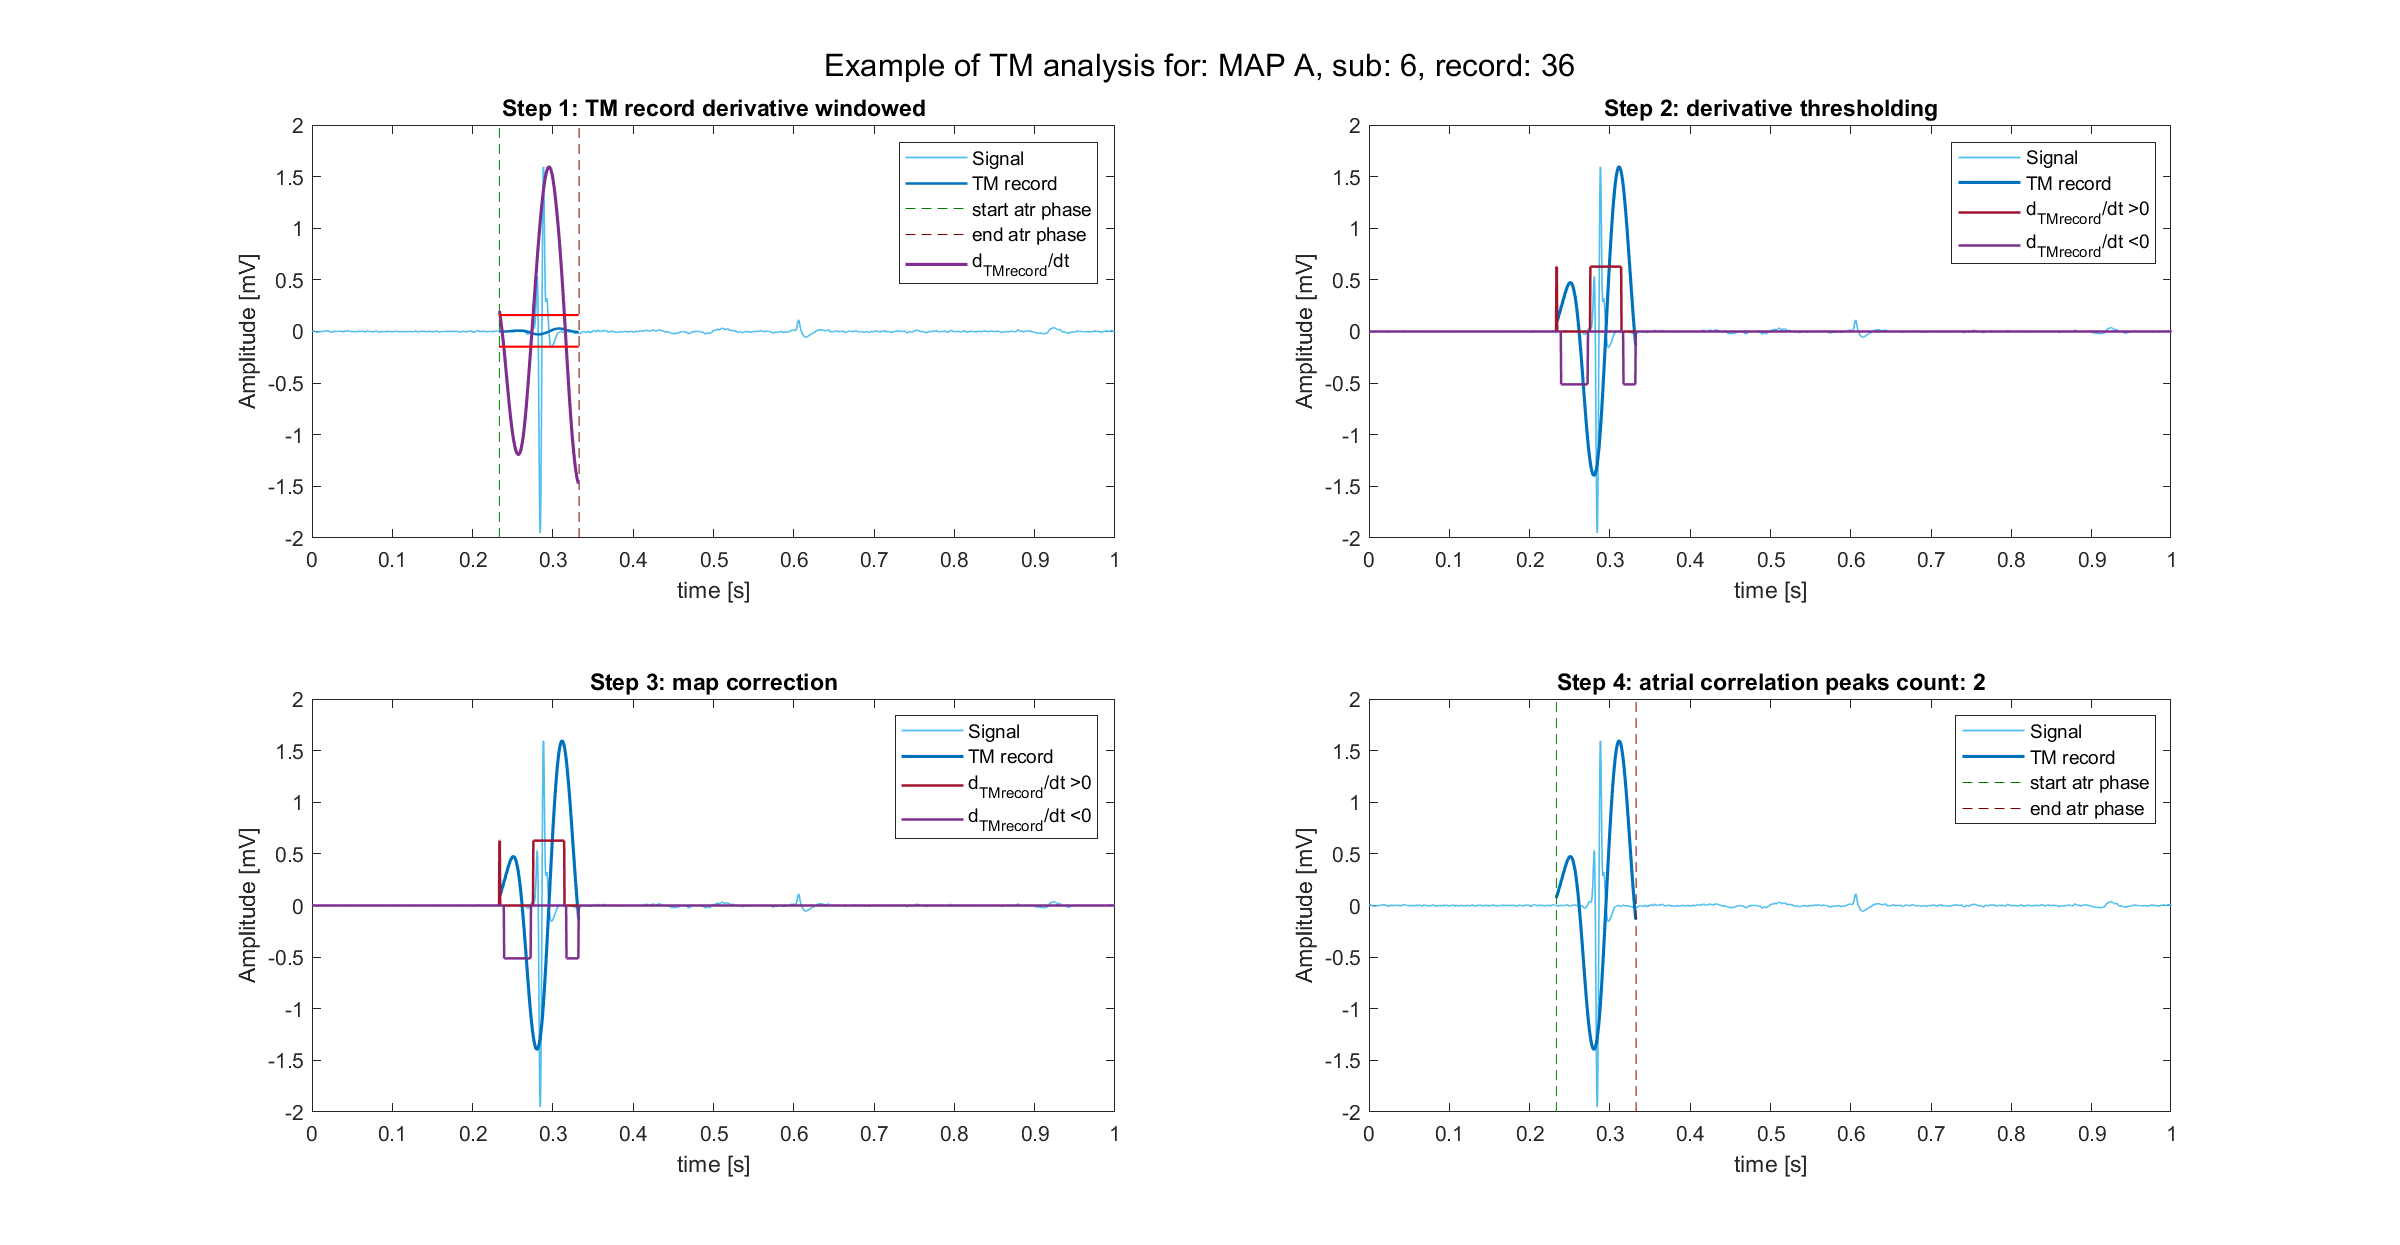 Example of TM analysis for: MAP A, sub: 6, record: 36
Step 1: TM record derivative windowed
2
1.5
1
0.5
0
-0.5
-1
-1.5
-2
Amplitude [mV]
0 0.1 0.2 0.3 0.4 0.5 0.6 0.7 0.8 0.9 1
time [s]
Signal
TM record
start atr phase
end atr phase
dTMrecord/dt
Step 2: derivative thresholding
2
1.5
1
0.5
0
-0.5
-1
-1.5
-2
Amplitude [mV]
0 0.1 0.2 0.3 0.4 0.5 0.6 0.7 0.8 0.9 1
time [s]
Signal
TM record
dTMrecord/dt >0
dTMrecord/dt <0
Step 3: map correction
2
1.5
1
0.5
0
-0.5
-1
-1.5
-2
Amplitude [mV]
0 0.1 0.2 0.3 0.4 0.5 0.6 0.7 0.8 0.9 1
time [s]
Signal
TM record
dTMrecord/dt >0
dTMrecord/dt <0
Step 4: atrial correlation peaks count: 2
2
1.5
1
0.5
0
-0.5
-1
-1.5
-2
Amplitude [mV]
0 0.1 0.2 0.3 0.4 0.5 0.6 0.7 0.8 0.9 1
time [s]
Signal
TM record
start atr phase
end atr phase